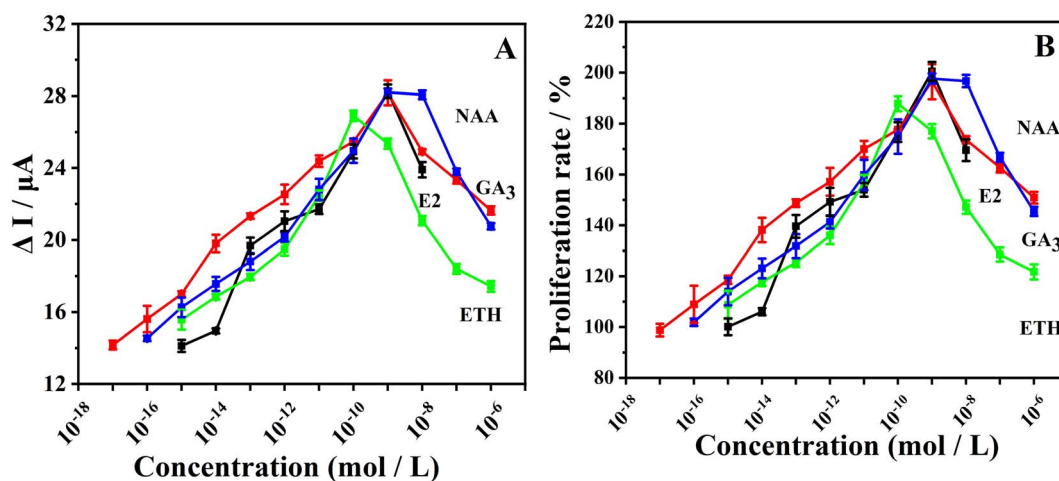 A
Δ I / µA
32
28
24
20
16
12
NAA
GA3
E2
ETH
10-18
10-16
10-14
10-12
10-10
10-8
10-6
Concentration (mol / L)
B
Proliferation rate / %
220
200
180
160
140
120
100
80
NAA
E2
GA3
ETH
10-18
10-16
10-14
10-12
10-10
10-8
10-6
Concentration (mol / L)